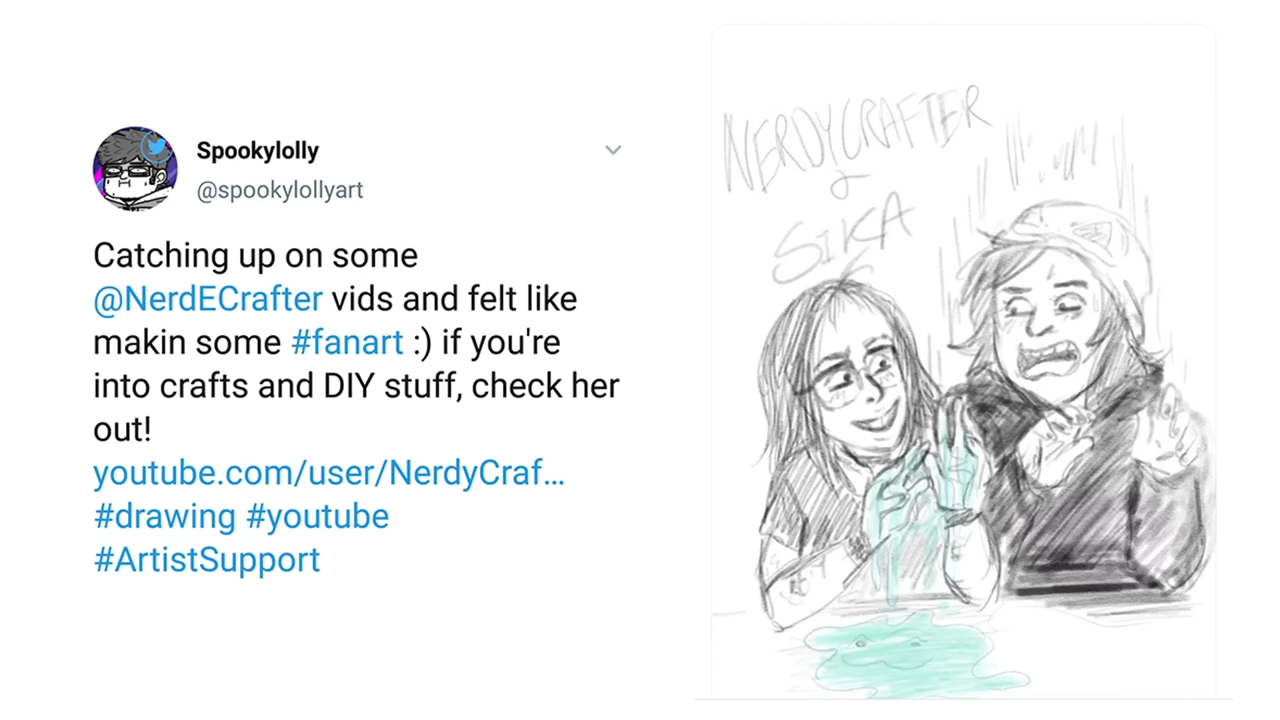 Spookylolly
@spookylollyart
Catching up on some
@NerdECrafter vids and felt like
makin some #fanart :) if you're
into crafts and DIY stuff, check her
out!
youtube.com/user/NerdyCraf…
#drawing #youtube
#ArtistSupport
NERDYCRAFTER
&
SIKA